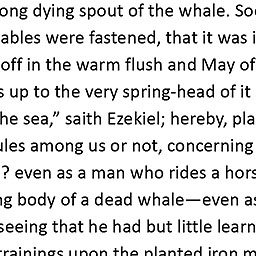 ong dying spout of the whale. Soo
ables were fastened, that it was i
off in the warm flush and May of
s up to the very spring-head of it
he sea,” saith Ezekiel; hereby, pla
ules among us or not, concerning
? even as a man who rides a hors
ng body of a dead whale—even as
seeing that he had but little learn
trainings upon the planted iron m